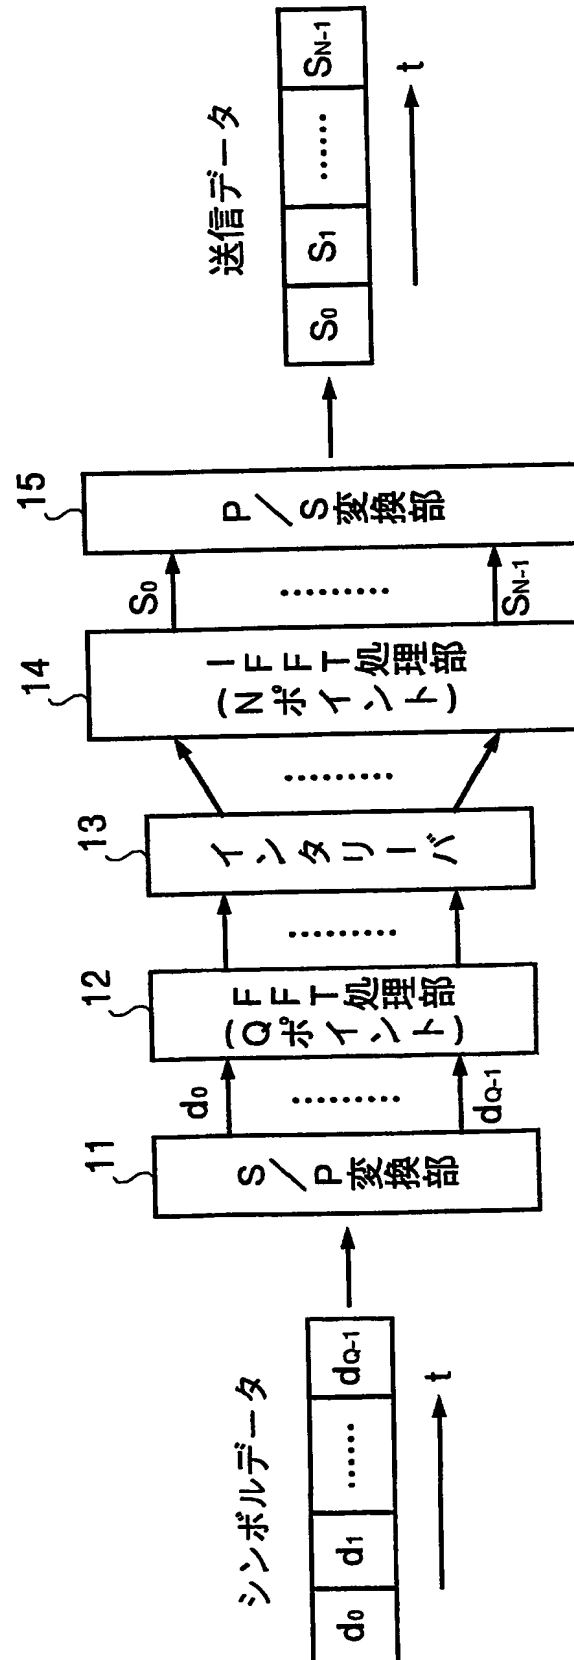 シンボルデータ
d0 d1 …… dQ-1
t
11
S／P変換部
d0
………
dQ-1
12
FFT処理部
(Qポイント)
………
13
インタリーバ
………
14
IFFT処理部
(Nポイント)
S0
………
SN-1
15
P／S変換部
送信データ
S0 S1 …… SN-1
t